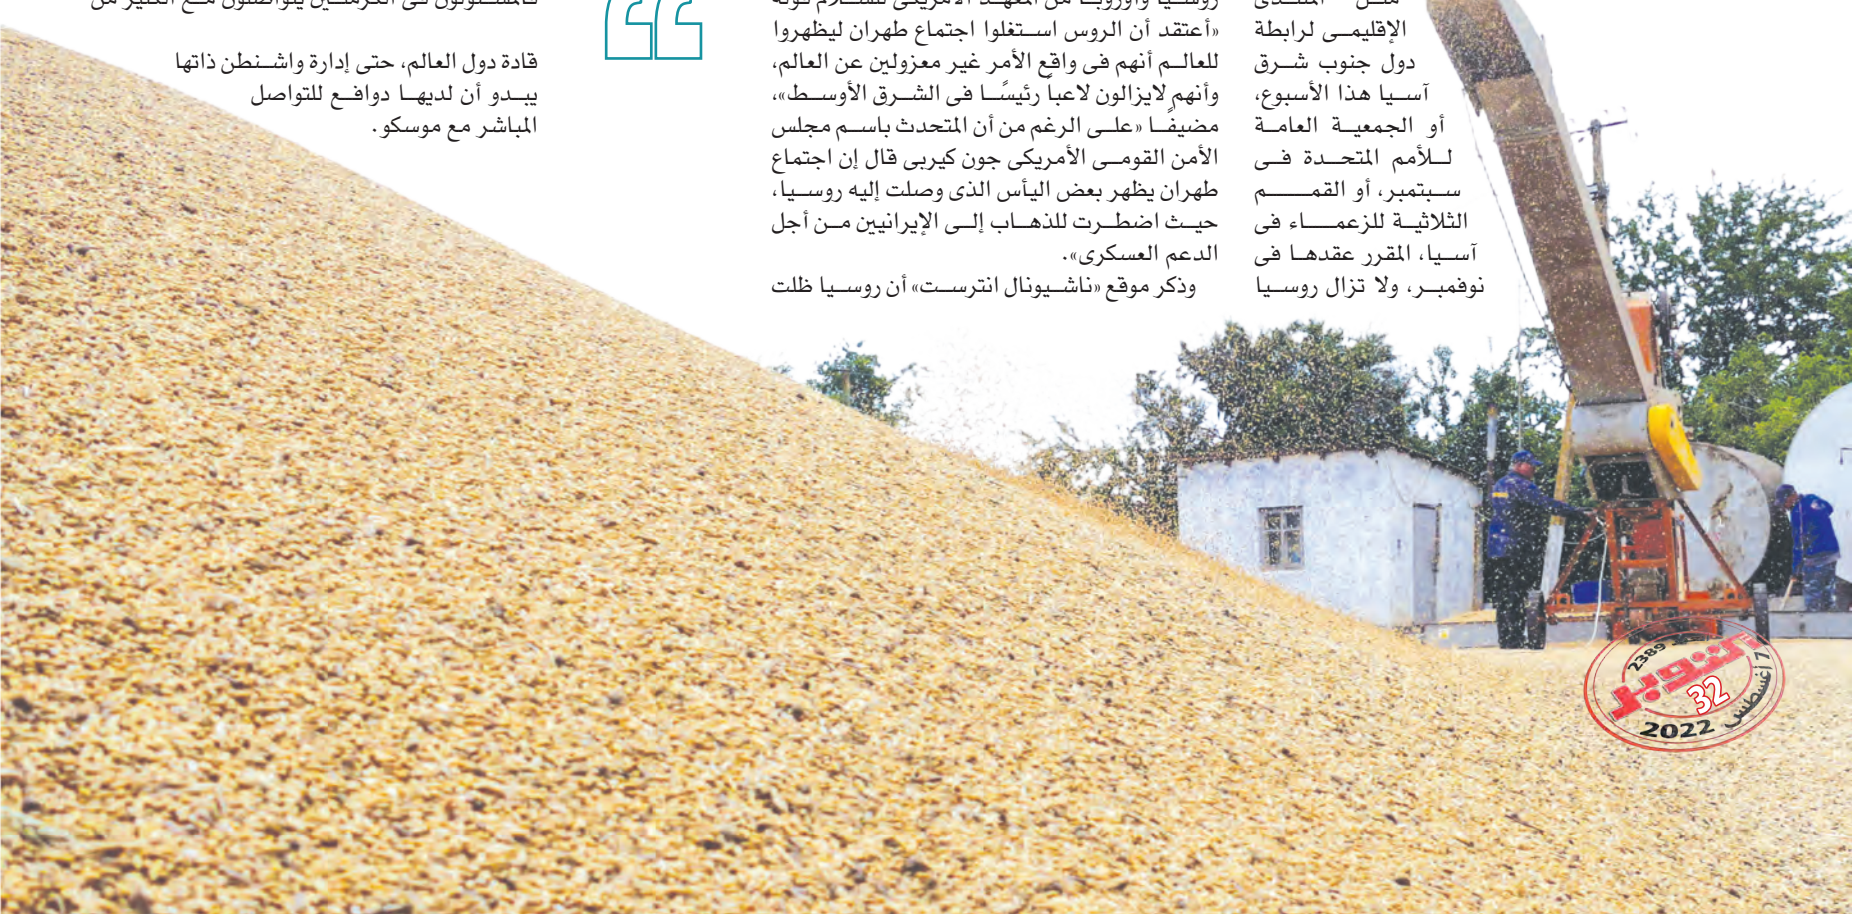 الإقليمى لرابطة
دول جنوب شرق
آسيا هذا الأسبوع،
أو الجمعية العامة
للأمم المتحدة فى
سبتمبر، أو القمم
الثلاثية للزعماء فى
آسيا، المقرر عقدها فى
نوفمبر، ولا تزال روسيا
«أعتقد أن الروس استغلوا اجتماع طهران ليظهروا
للعالم أنهم فى واقع الأمر غير معزولين عن العالم،
وأنهم لايزالون لاعباً رئيسًا فى الشرق الأوسط»،
مضيفًا «على الرغم من أن المتحدث باسم مجلس
الأمن القومى الأمريكى جون كيربى قال إن اجتماع
طهران يظهر بعض اليأس الذى وصلت إليه روسيا،
حيث اضطرت للذهاب إلى الإيرانيين من أجل
الدعم العسكرى».
وذكر موقع «ناشيونال انترست» أن روسيا ظلت
قادة دول العالم، حتى إدارة واشنطن ذاتها
يبدو أن لديها دوافع للتواصل
المباشر مع موسكو.
2389
أكتوبر
32
7 أغسطس 2022